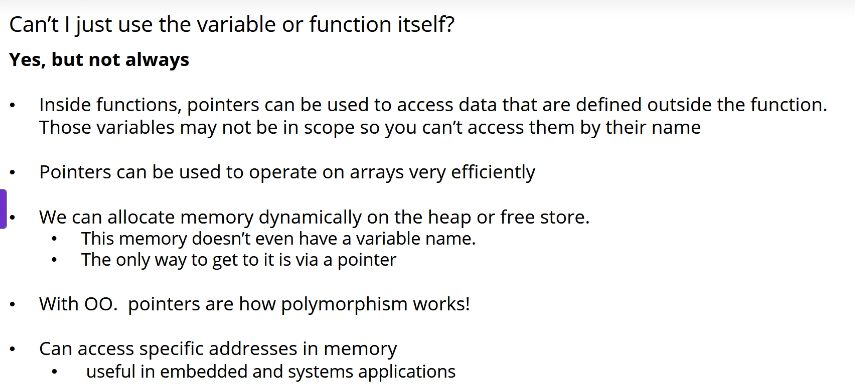 Can't I just use the variable or function itself?
Yes, but not always
• Inside functions, pointers can be used to access data that are defined outside the function.
Those variables may not be in scope so you can't access them by their name
• Pointers can be used to operate on arrays very efficiently
• We can allocate memory dynamically on the heap or free store.
• This memory doesn't even have a variable name.
• The only way to get to it is via a pointer
• With OO. pointers are how polymorphism works!
• Can access specific addresses in memory
• useful in embedded and systems applications